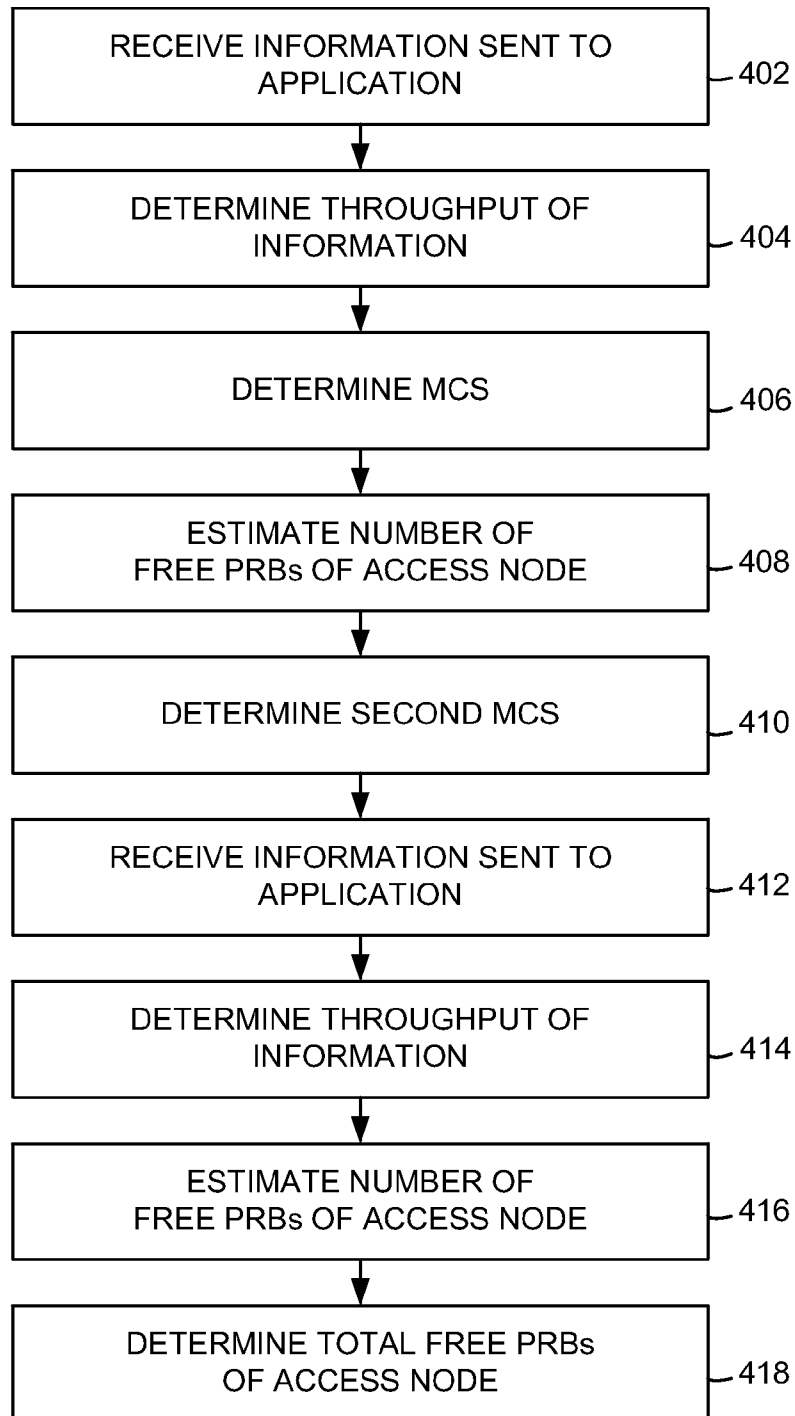 RECEIVE INFORMATION SENT TO
APPLICATION
402
DETERMINE THROUGHPUT OF
INFORMATION
404
DETERMINE MCS
406
ESTIMATE NUMBER OF
FREE PRBs OF ACCESS NODE
408
DETERMINE SECOND MCS
410
RECEIVE INFORMATION SENT TO
APPLICATION
412
DETERMINE THROUGHPUT OF
INFORMATION
414
ESTIMATE NUMBER OF
FREE PRBs OF ACCESS NODE
416
DETERMINE TOTAL FREE PRBs
OF ACCESS NODE
418